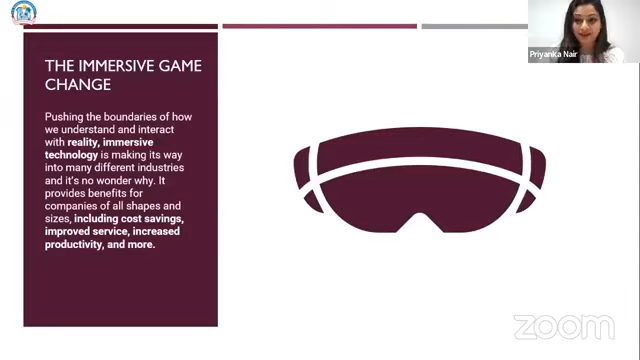 THE IMMERSIVE GAME
CHANGE
Pushing the boundaries of how
we understand and interact
with reality, immersive
technology is making its way
into many different industries
and it's no wonder why. It
provides benefits for
companies of all shapes and
sizes, including cost savings,
improved service, increased
productivity, and more.
Priyanka Nair
zoom